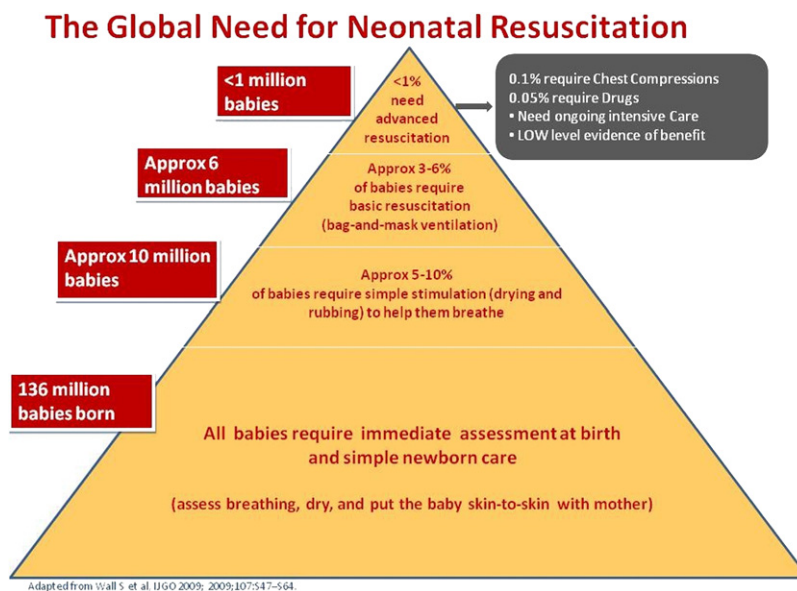 The Global Need for Neonatal Resuscitation
<1 million
babies
<1%
need
advanced
resuscitation
0.1% require Chest Compressions
0.05% require Drugs
▪ Need ongoing intensive Care
▪ LOW level evidence of benefit
Approx 6
million babies
Approx 3-6%
of babies require
basic resuscitation
(bag-and-mask ventilation)
Approx 10 million
babies
Approx 5-10%
of babies require simple stimulation (drying and
rubbing) to help them breathe
136 million
babies born
All babies require immediate assessment at birth
and simple newborn care
(assess breathing, dry, and put the baby skin-to-skin with mother)
Adapted from Wall S et al. IJGO 2009; 2009;107:S47–S64.